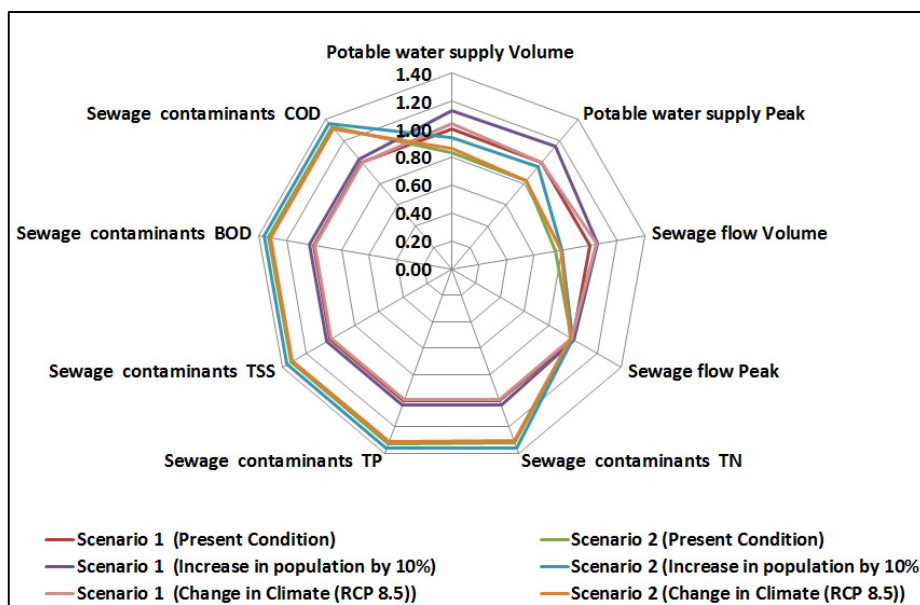 Potable water supply Volume
1.40
1.20
1.00
0.80
0.60
0.40
0.20
0.00
Potable water supply Peak
Sewage flow Volume
Sewage flow Peak
Sewage contaminants TN
Sewage contaminants TP
Sewage contaminants TSS
Sewage contaminants BOD
Sewage contaminants COD
Scenario 1 (Present Condition)
Scenario 2 (Present Condition)
Scenario 1 (Increase in population by 10%)
Scenario 2 (Increase in population by 10%
Scenario 1 (Change in Climate (RCP 8.5))
Scenario 2 (Change in Climate (RCP 8.5))